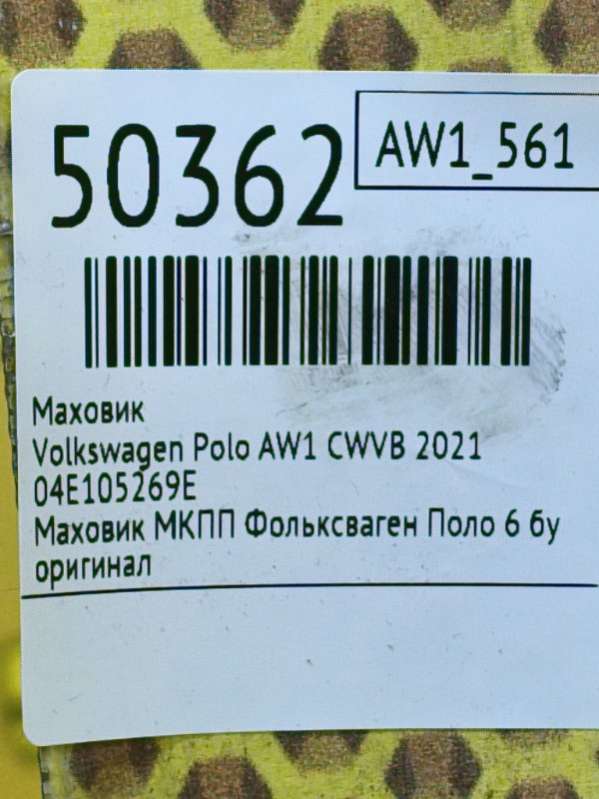 50362
AW1_561
Маховик
Volkswagen Polo AW1 CWVB 2021
04E105269E
Маховик МКПП Фольксваген Поло 6 бу
оригинал